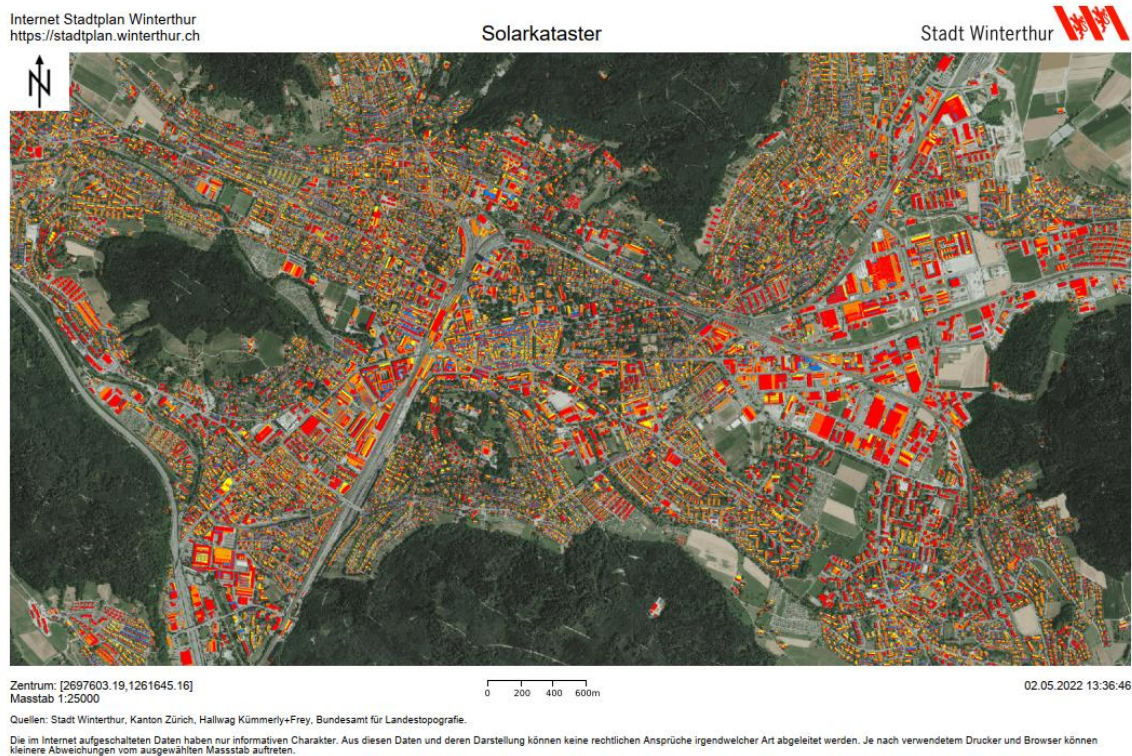 Internet Stadtplan Winterthur
https://stadtplan.winterthur.ch
Solarkataster
Stadt Winterthur
N
Zentrum: [2697603.19,1261645.16]
Masstab 1:25000
0 200 400 600m
02.05.2022 13:36:46
Quellen: Stadt Winterthur, Kanton Zürich, Hallwag Kümmerly+Frey, Bundesamt für Landestopografie.
Die im Internet aufgeschalteten Daten haben nur informativen Charakter. Aus diesen Daten und deren Darstellung können keine rechtlichen Ansprüche irgendwelcher Art abgeleitet werden. Je nach verwendetem Drucker und Browser können
kleinere Abweichungen vom ausgewählten Massstab auftreten.